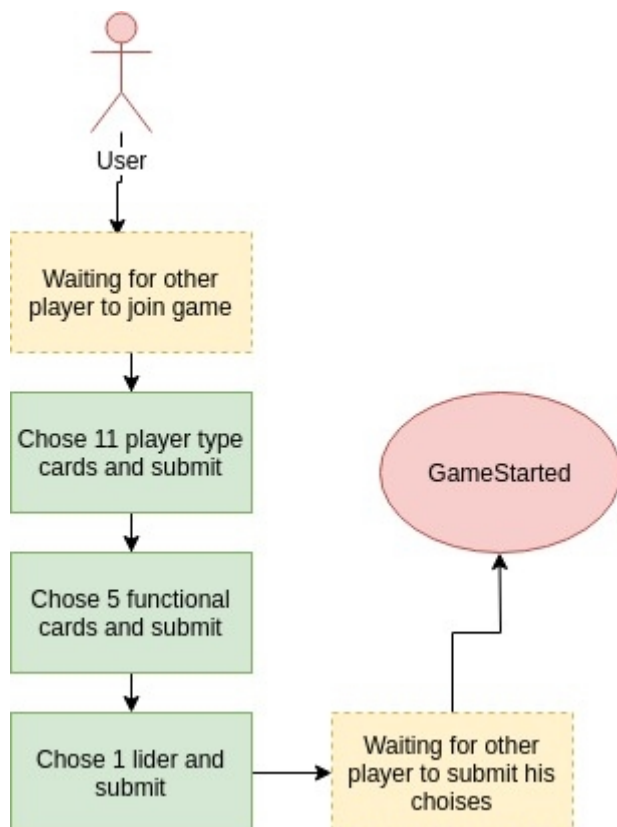 User
Waiting for other
player to join game
Chose 11 player type
cards and submit
GameStarted
Chose 5 functional
cards and submit
Chose 1 lider and
submit
Waiting for other
player to submit his
choises